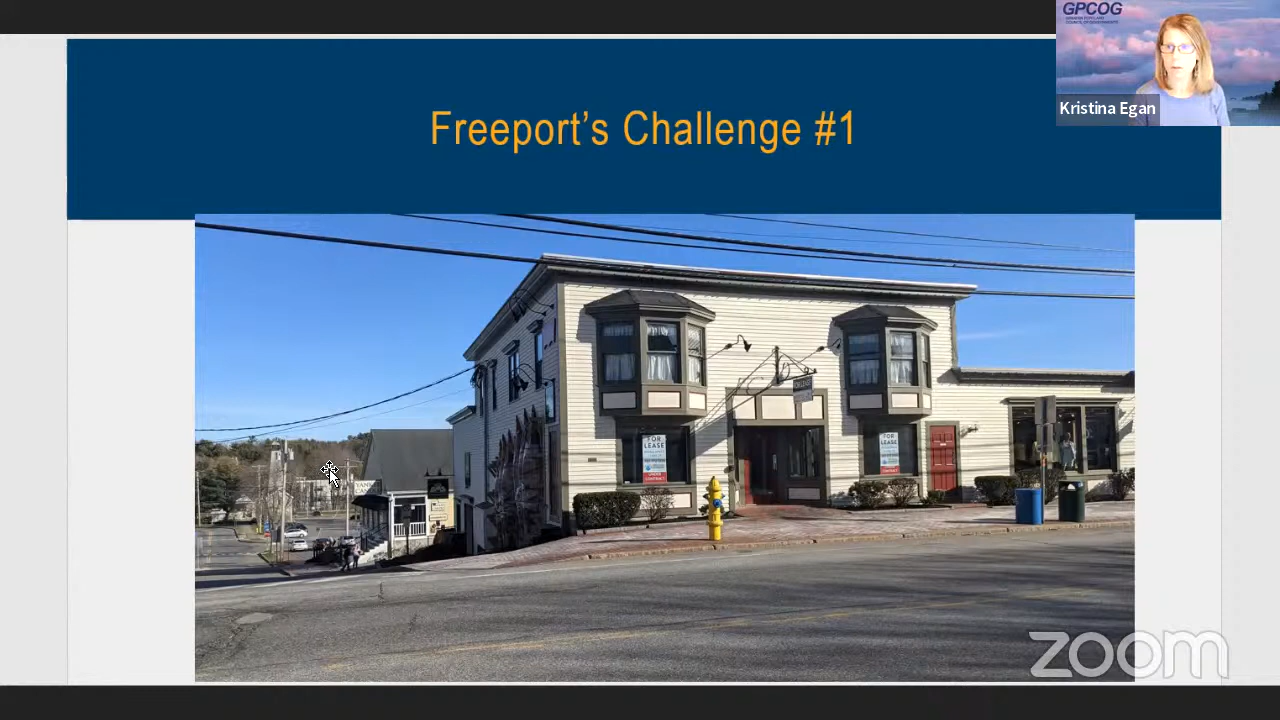 GPCOG
Kristina Egan
Freeport's Challenge #1
FOR
LEASE
FOR
LEASE
zoom